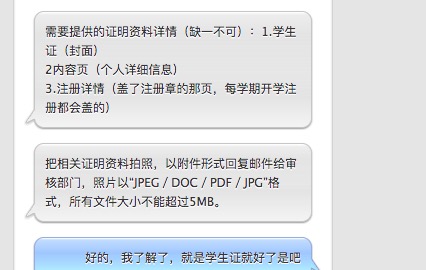 需要提供的证明资料详情（缺一不可）：1.学生
证（封面）
2内容页（个人详细信息）
3.注册详情（盖了注册章的那页，每学期开学注
册都会盖的）
把相关证明资料拍照，以附件形式回复邮件给审
核部门，照片以“JPEG / DOC / PDF / JPG”格
式，所有文件大小不能超过5MB。
好的，我了解了，就是学生证就好了是吧